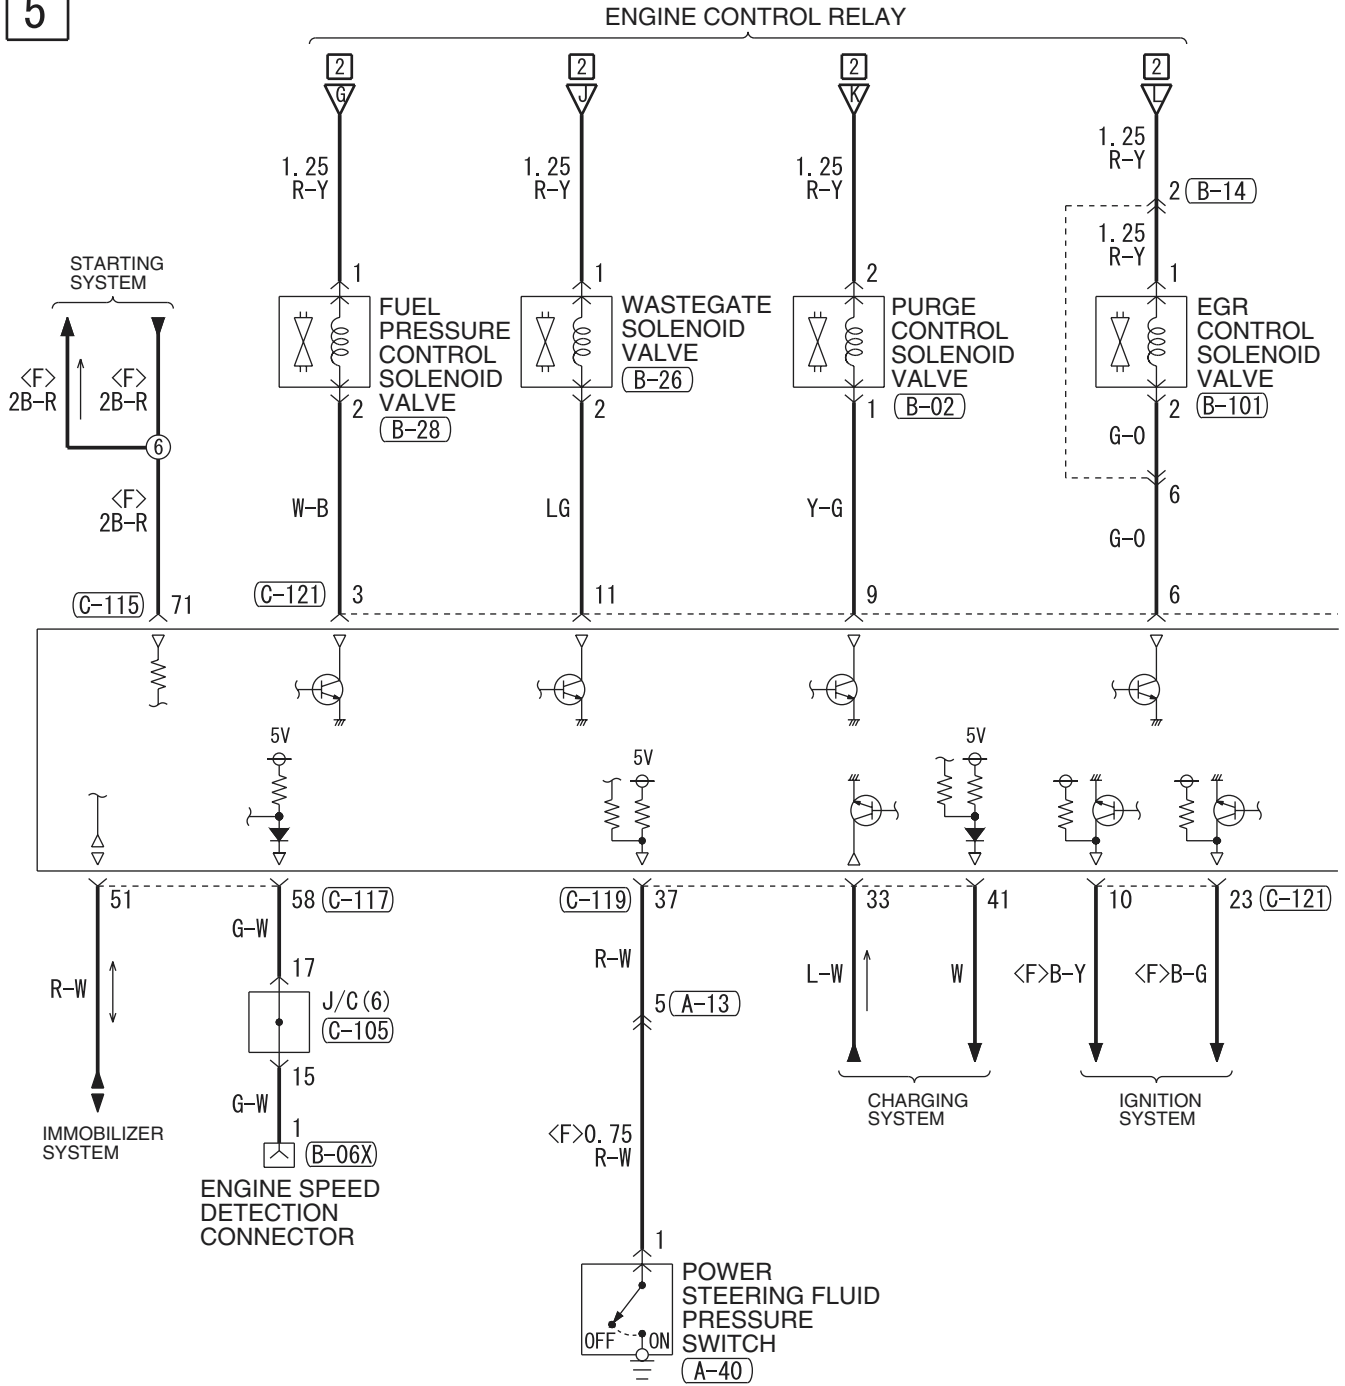 5
ENGINE CONTROL RELAY
2 2 2 2
G J K L
1.25
R-Y
1.25
R-Y
1.25
R-Y
1.25
R-Y
2 B-14
1.25
R-Y
STARTING
SYSTEM
1 1 2 1
FUEL
PRESSURE
CONTROL
SOLENOID
VALVE
B-28
WASTEGATE
SOLENOID
VALVE
B-26
PURGE
CONTROL
SOLENOID
VALVE
B-02
EGR
CONTROL
SOLENOID
VALVE
B-101
<F>
2B-R
<F>
2B-R
2 2 1 2
G-O
6
<F>
2B-R
W-B LG Y-G
6
G-O
C-115 71
C-121 3 11 9 6
5V
5V
5V
51 58 C-117
C-119 37 33 41 10 23 C-121
G-W
17
R-W
J/C(6)
C-105
15
G-W
1
B-06X
IMMOBILIZER
SYSTEM
ENGINE SPEED
DETECTION
CONNECTOR
R-W
5 A-13
<F>0.75
R-W
1
L-W W <F>B-Y <F>B-G
CHARGING
SYSTEM
IGNITION
SYSTEM
POWER
STEERING FLUID
PRESSURE
SWITCH
A-40
OFF ON